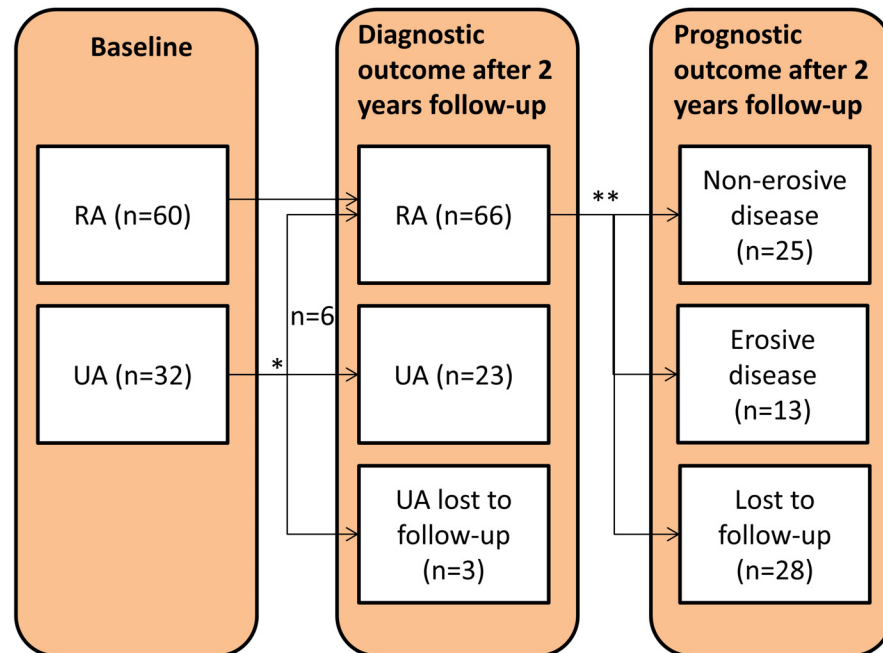 Baseline
RA (n=60)
UA (n=32)
*
n=6
Diagnostic
outcome after 2
years follow-up
RA (n=66)
UA (n=23)
UA lost to
follow-up
(n=3)
**
Prognostic
outcome after 2
years follow-up
Non-erosive
disease
(n=25)
Erosive
disease
(n=13)
Lost to
follow-up
(n=28)